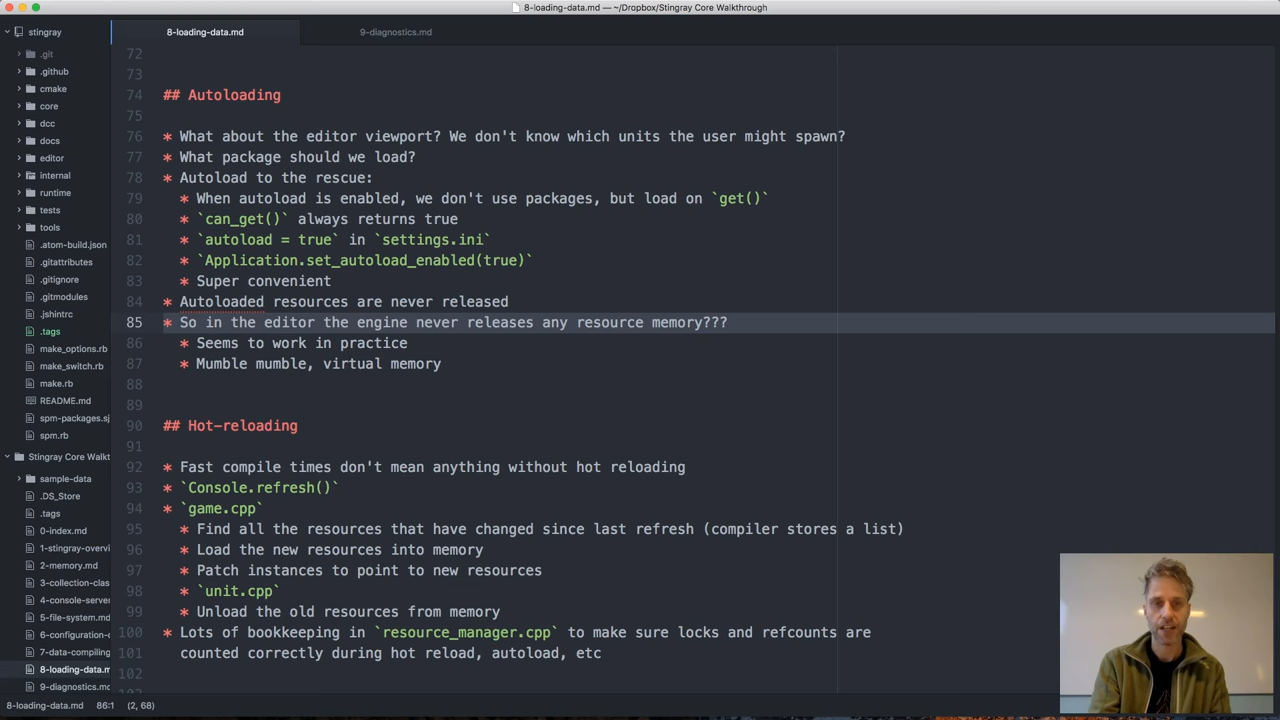 8-loading-data.md — ~/Dropbox/Stingray Core Walkthrough
stingray
.git
.github
cmake
core
dcc
docs
editor
internal
runtime
tests
tools
.atom-build.json
.gitattributes
.gitignore
.gitmodules
.jshintrc
.tags
make_options.rb
make_switch.rb
make.rb
README.md
spm-packages.sj
spm.rb
Stingray Core Walkt
sample-data
.DS_Store
.tags
0-index.md
1-stingray-overvi
2-memory.md
3-collection-clas
4-console-server
5-file-system.md
6-configuration-c
7-data-compiling
8-loading-data.m
9-diagnostics.md
8-loading-data.md
9-diagnostics.md
72
73
74 ## Autoloading
75
76 * What about the editor viewport? We don't know which units the user might spawn?
77 * What package should we load?
78 * Autoload to the rescue:
79 * When autoload is enabled, we don't use packages, but load on `get()`
80 * `can_get()` always returns true
81 * `autoload = true` in `settings.ini`
82 * `Application.set_autoload_enabled(true)`
83 * Super convenient
84 * Autoloaded resources are never released
85 * So in the editor the engine never releases any resource memory???
86 * Seems to work in practice
87 * Mumble mumble, virtual memory
88
89
90 ## Hot-reloading
91
92 * Fast compile times don't mean anything without hot reloading
93 * `Console.refresh()`
94 * `game.cpp`
95 * Find all the resources that have changed since last refresh (compiler stores a list)
96 * Load the new resources into memory
97 * Patch instances to point to new resources
98 * `unit.cpp`
99 * Unload the old resources from memory
100 * Lots of bookkeeping in `resource_manager.cpp` to make sure locks and refcounts are
101 counted correctly during hot reload, autoload, etc
102
8-loading-data.md 86:1 (2, 68)